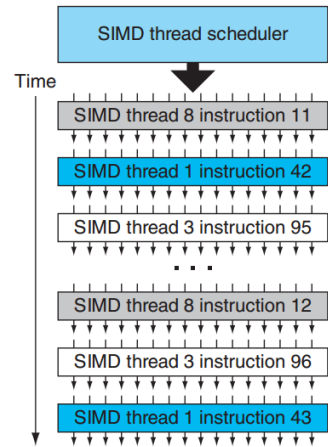 SIMD thread scheduler
Time
SIMD thread 8 instruction 11
SIMD thread 1 instruction 42
SIMD thread 3 instruction 95
. . .
SIMD thread 8 instruction 12
SIMD thread 3 instruction 96
SIMD thread 1 instruction 43